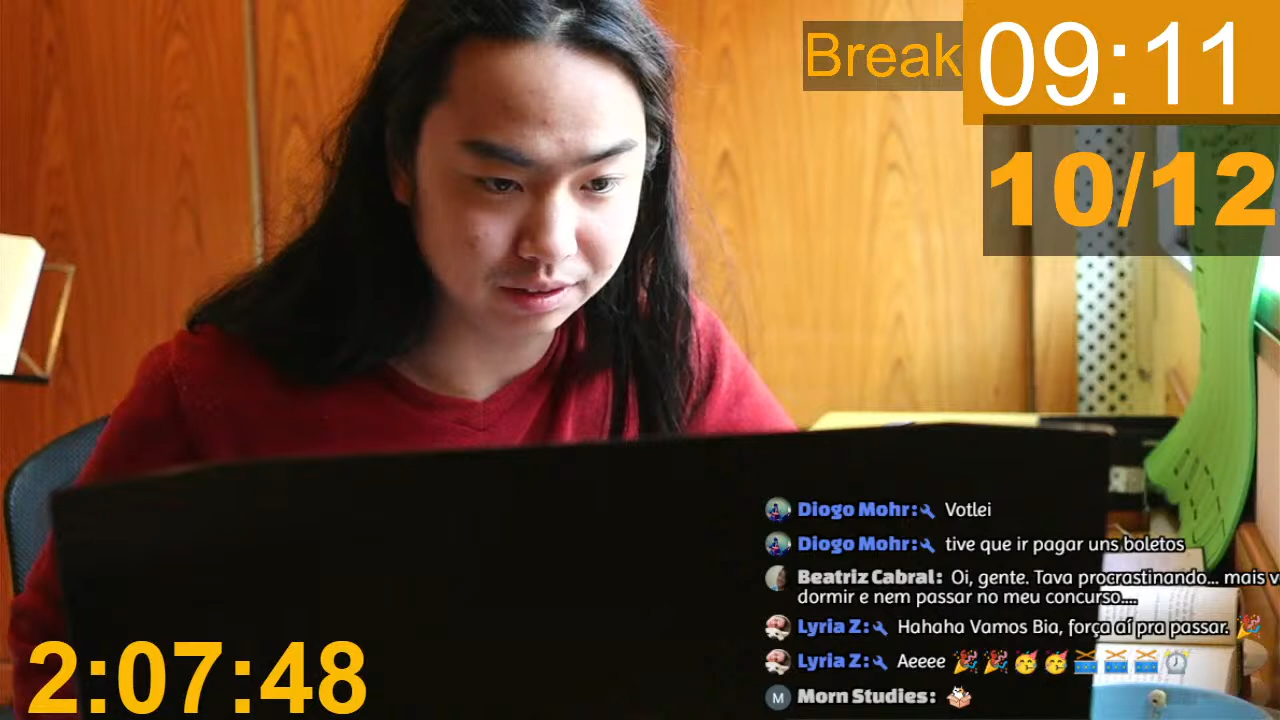 Break 09:11
10/12
Diogo Mohr: Votlei
Diogo Mohr: tive que ir pagar uns boletos
Beatriz Cabral: Oi, gente. Tava procrastinando... mais v
dormir e nem passar no meu concurso....
Lyria Z: Hahaha Vamos Bia, força aí pra passar. 🎉
Lyria Z: Aeeee 🎉 🎉 🥳 🥳 🥁 🥁 🥁 ⏰
M Morn Studies:
2:07:48